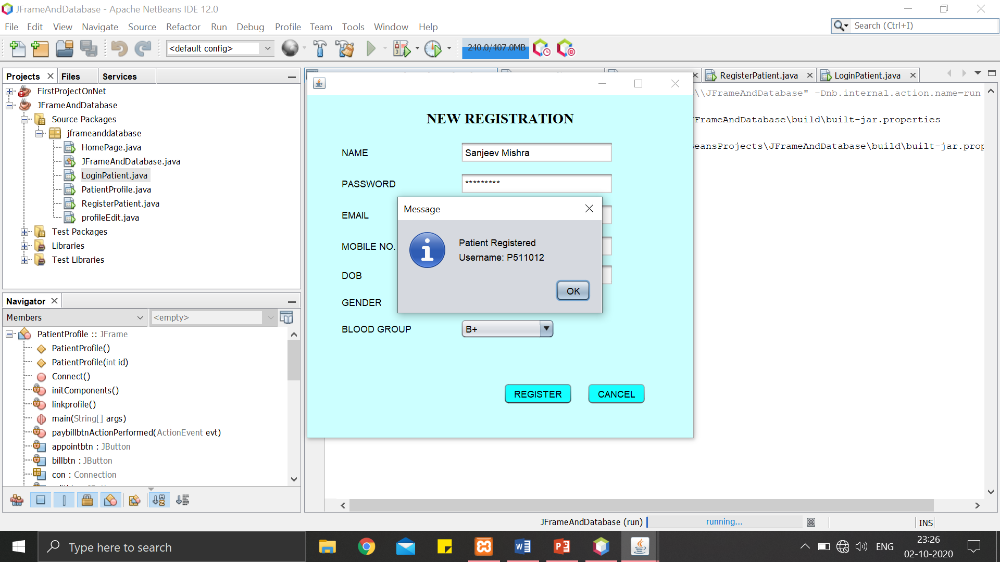 JFrameAndDatabase - Apache NetBeans IDE 12.0
File Edit View Navigate Source Refactor Run Debug Profile Team Tools Window Help
Search (Ctrl+I)
<default config>
240.0/407.0MB
Projects Files Services
RegisterPatient.java
LoginPatient.java
FirstProjectOnNet
JFrameAndDatabase
Source Packages
jframeanddatabase
HomePage.java
JFrameAndDatabase.java
LoginPatient.java
PatientProfile.java
RegisterPatient.java
profileEdit.java
Test Packages
Libraries
Test Libraries
\\JFrameAndDatabase" -Dnb.internal.action.name=run
FrameAndDatabase\build\built-jar.properties
eansProjects\JFrameAndDatabase\build\built-jar.prop
NEW REGISTRATION
NAME Sanjeev Mishra
PASSWORD *********
EMAIL
MOBILE NO.
DOB
GENDER
BLOOD GROUP B+
REGISTER CANCEL
Message
Patient Registered
Username: P511012
OK
Navigator
Members
<empty>
PatientProfile :: JFrame
PatientProfile()
PatientProfile(int id)
Connect()
initComponents()
linkprofile()
main(String[] args)
paybillbtnActionPerformed(ActionEvent evt)
appointbtn : JButton
billbtn : JButton
con : Connection
JFrameAndDatabase (run) running...
INS
Type here to search
ENG
23:26
02-10-2020